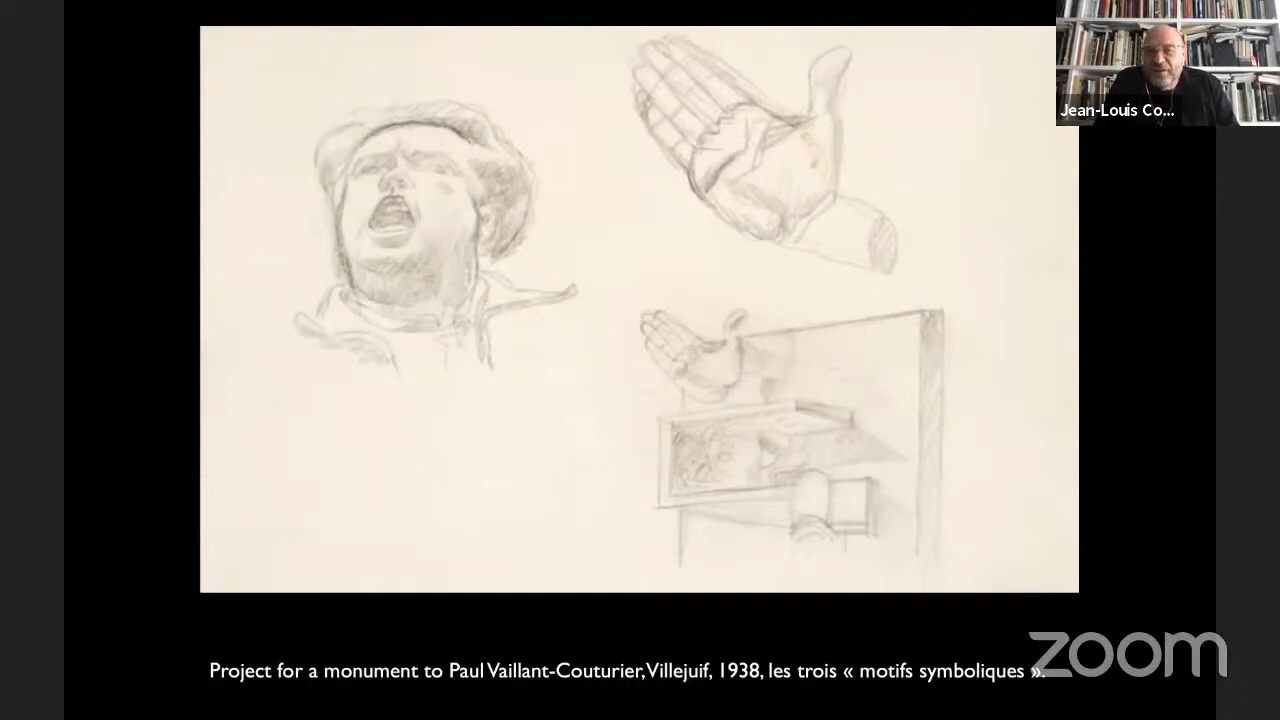 Jean-Louis Co...
Project for a monument to Paul Vaillant-Couturier, Villejuif, 1938, les trois « motifs symboliques ».
zoom